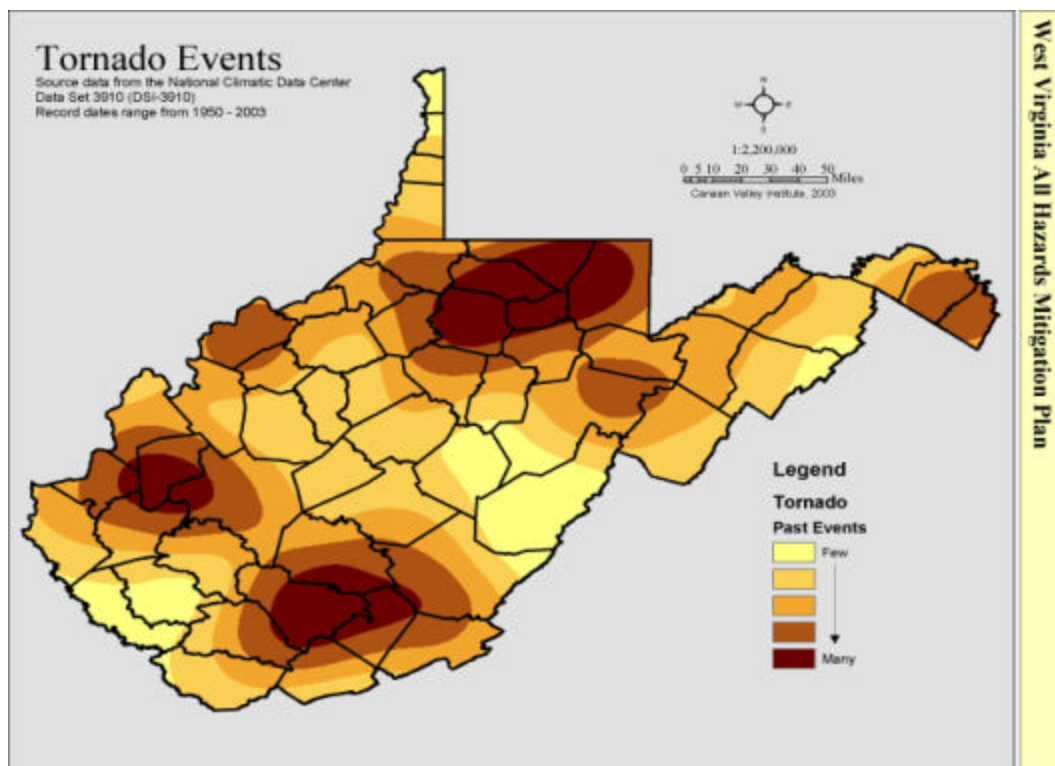 Tornado Events
Source data from the National Climatic Data Center
Data Set 3910 (DSI-3910)
Record dates range from 1950 - 2003
N
W E
S
1:2,200,000
0 5 10 20 30 40 50
Miles
Canaan Valley Institute, 2003
West Virginia All Hazards Mitigation Plan
Legend
Tornado
Past Events
Few
Many